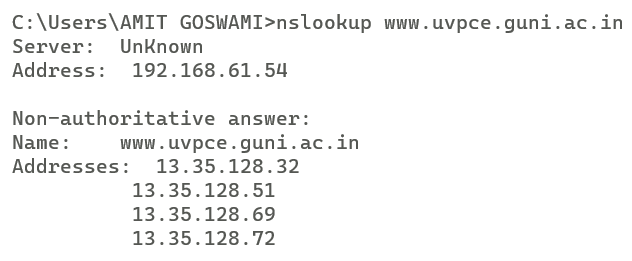 C:\Users\AMIT GOSWAMI>nslookup www.uvpce.guni.ac.in
Server:  UnKnown
Address:  192.168.61.54

Non-authoritative answer:
Name:    www.uvpce.guni.ac.in
Addresses:  13.35.128.32
          13.35.128.51
          13.35.128.69
          13.35.128.72